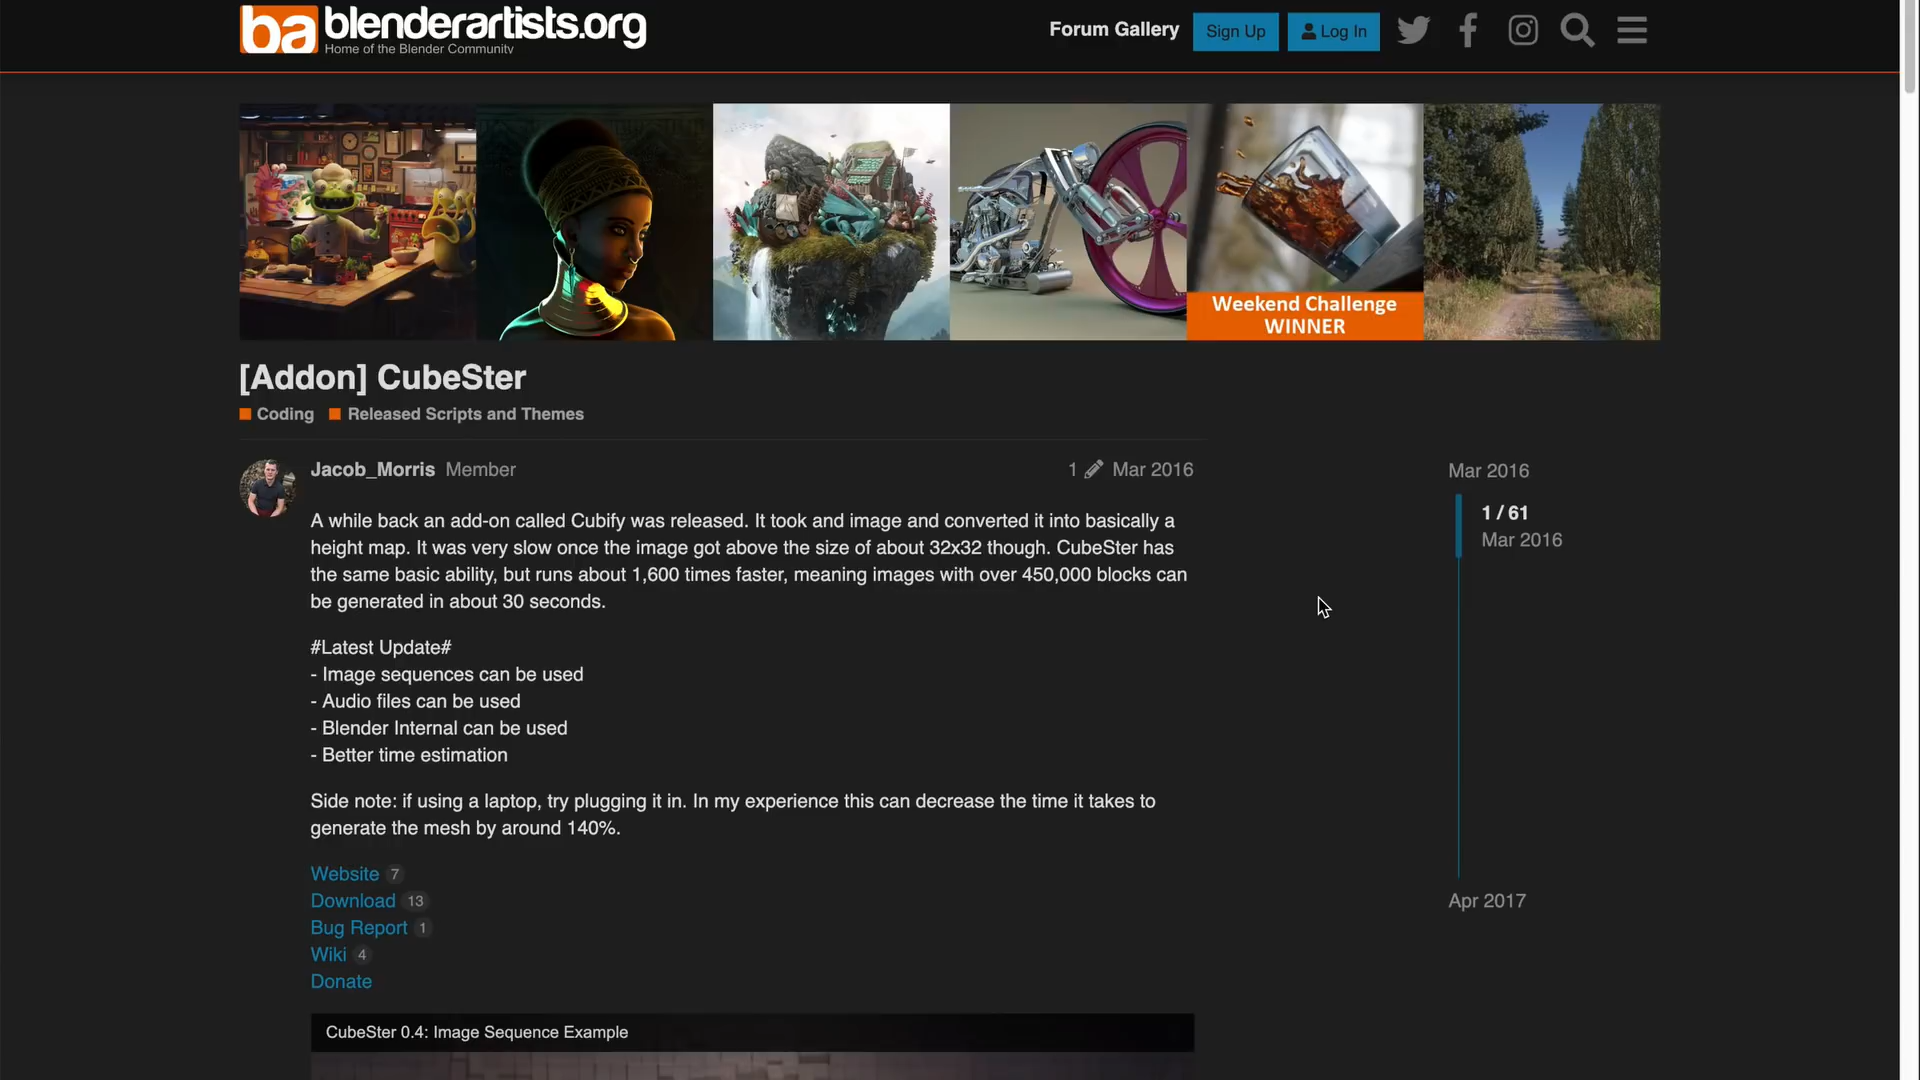 ba blenderartists.org
Home of the Blender Community
Forum Gallery
Sign Up
Log In
Weekend Challenge
WINNER
[Addon] CubeSter
Coding Released Scripts and Themes
Jacob_Morris Member
1 Mar 2016
A while back an add-on called Cubify was released. It took and image and converted it into basically a
height map. It was very slow once the image got above the size of about 32x32 though. CubeSter has
the same basic ability, but runs about 1,600 times faster, meaning images with over 450,000 blocks can
be generated in about 30 seconds.
#Latest Update#
- Image sequences can be used
- Audio files can be used
- Blender Internal can be used
- Better time estimation
Side note: if using a laptop, try plugging it in. In my experience this can decrease the time it takes to
generate the mesh by around 140%.
Website 7
Download 13
Bug Report 1
Wiki 4
Donate
CubeSter 0.4: Image Sequence Example
Mar 2016
1 / 61
Mar 2016
Apr 2017